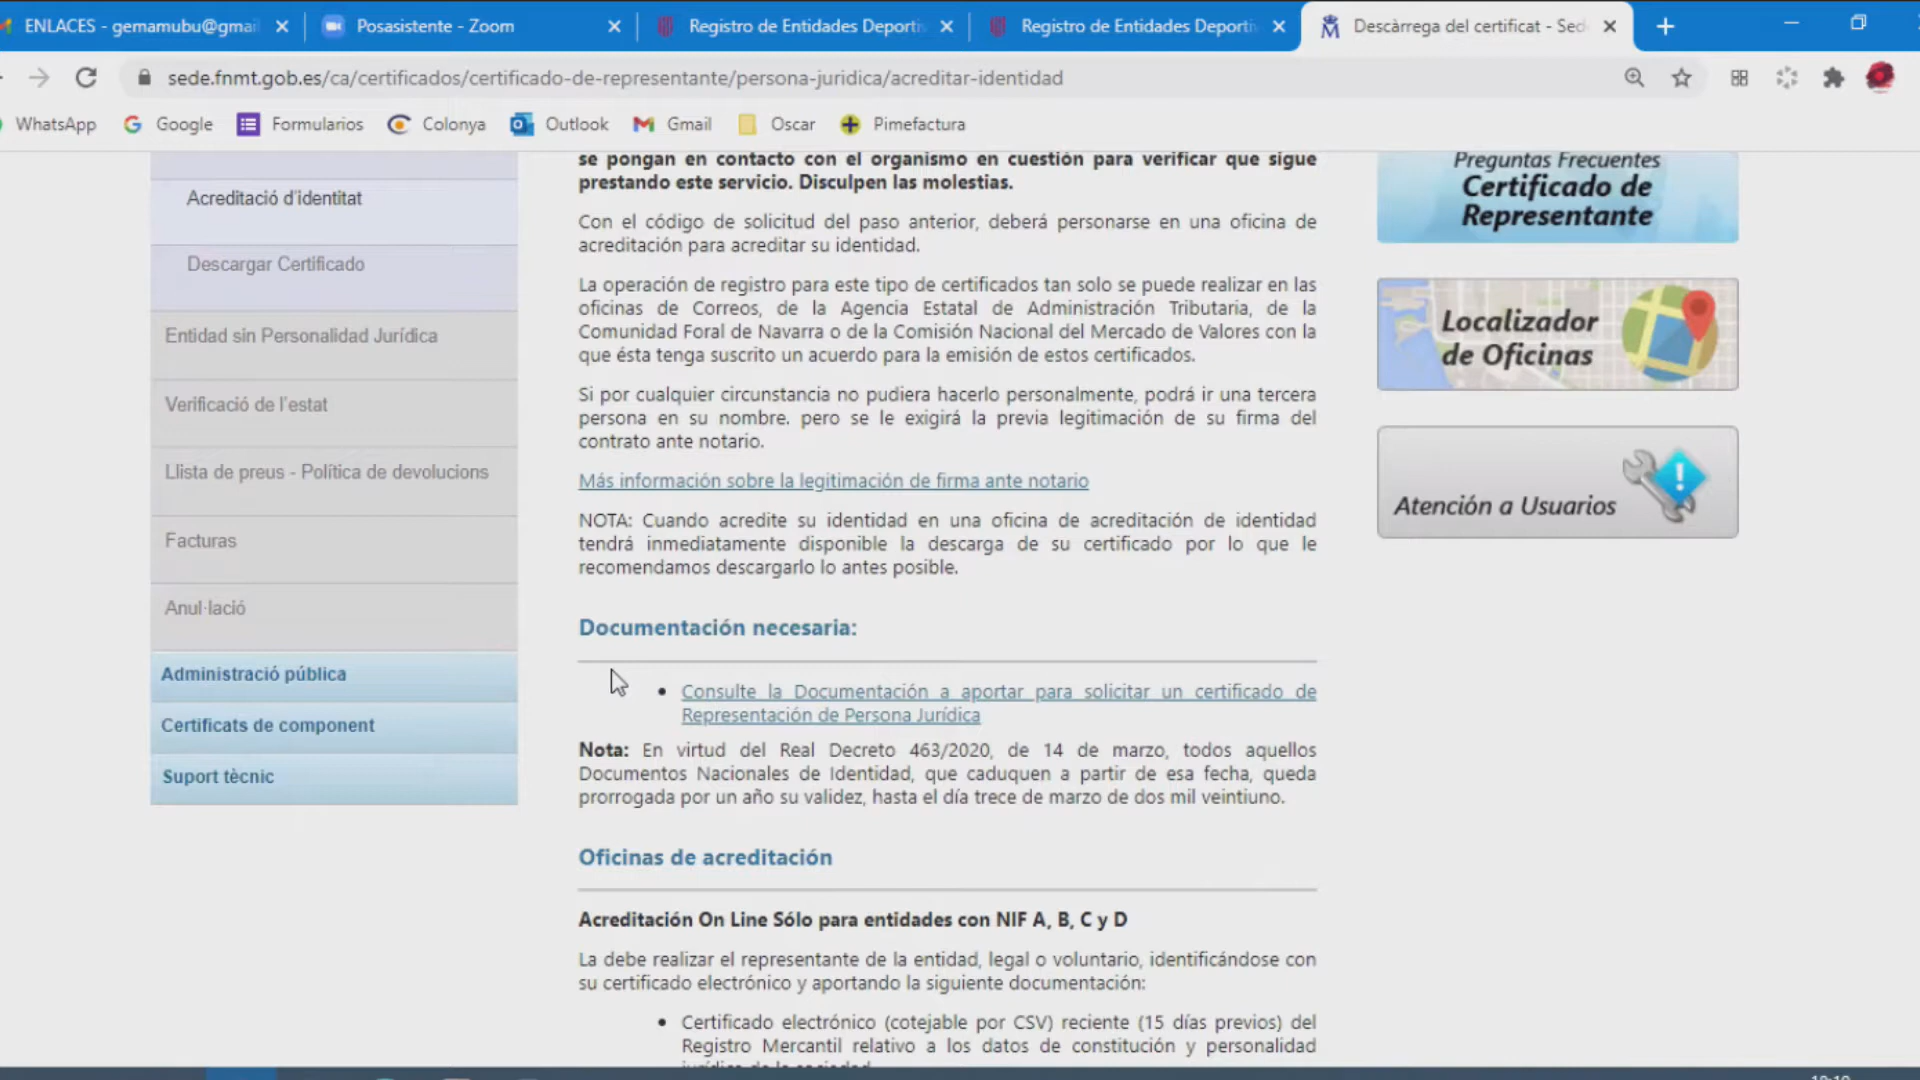 ENLACES - gemamubu@gmai
Posasistente - Zoom
Registro de Entidades Deporti
Registro de Entidades Deporti
Descàrrega del certificat - Sed
sede.fnmt.gob.es/ca/certificados/certificado-de-representante/persona-juridica/acreditar-identidad
WhatsApp
Google
Formularios
Colonya
Outlook
Gmail
Oscar
Pimefactura
Acreditació d'identitat
Descargar Certificado
Entidad sin Personalidad Jurídica
Verificació de l'estat
Llista de preus - Política de devolucions
Facturas
Anul·lació
Administració pública
Certificats de component
Suport tècnic
se pongan en contacto con el organismo en cuestión para verificar que sigue
prestando este servicio. Disculpen las molestias.
Con el código de solicitud del paso anterior, deberá personarse en una oficina de
acreditación para acreditar su identidad.
La operación de registro para este tipo de certificados tan solo se puede realizar en las
oficinas de Correos, de la Agencia Estatal de Administración Tributaria, de la
Comunidad Foral de Navarra o de la Comisión Nacional del Mercado de Valores con la
que ésta tenga suscrito un acuerdo para la emisión de estos certificados.
Si por cualquier circunstancia no pudiera hacerlo personalmente, podrá ir una tercera
persona en su nombre. pero se le exigirá la previa legitimación de su firma del
contrato ante notario.
Más información sobre la legitimación de firma ante notario
NOTA: Cuando acredite su identidad en una oficina de acreditación de identidad
tendrá inmediatamente disponible la descarga de su certificado por lo que le
recomendamos descargarlo lo antes posible.
Documentación necesaria:
• Consulte la Documentación a aportar para solicitar un certificado de
Representación de Persona Jurídica
Nota: En virtud del Real Decreto 463/2020, de 14 de marzo, todos aquellos
Documentos Nacionales de Identidad, que caduquen a partir de esa fecha, queda
prorrogada por un año su validez, hasta el día trece de marzo de dos mil veintiuno.
Oficinas de acreditación
Acreditación On Line Sólo para entidades con NIF A, B, C y D
La debe realizar el representante de la entidad, legal o voluntario, identificándose con
su certificado electrónico y aportando la siguiente documentación:
• Certificado electrónico (cotejable por CSV) reciente (15 días previos) del
Registro Mercantil relativo a los datos de constitución y personalidad
Preguntas Frecuentes
Certificado de
Representante
Localizador
de Oficinas
Atención a Usuarios